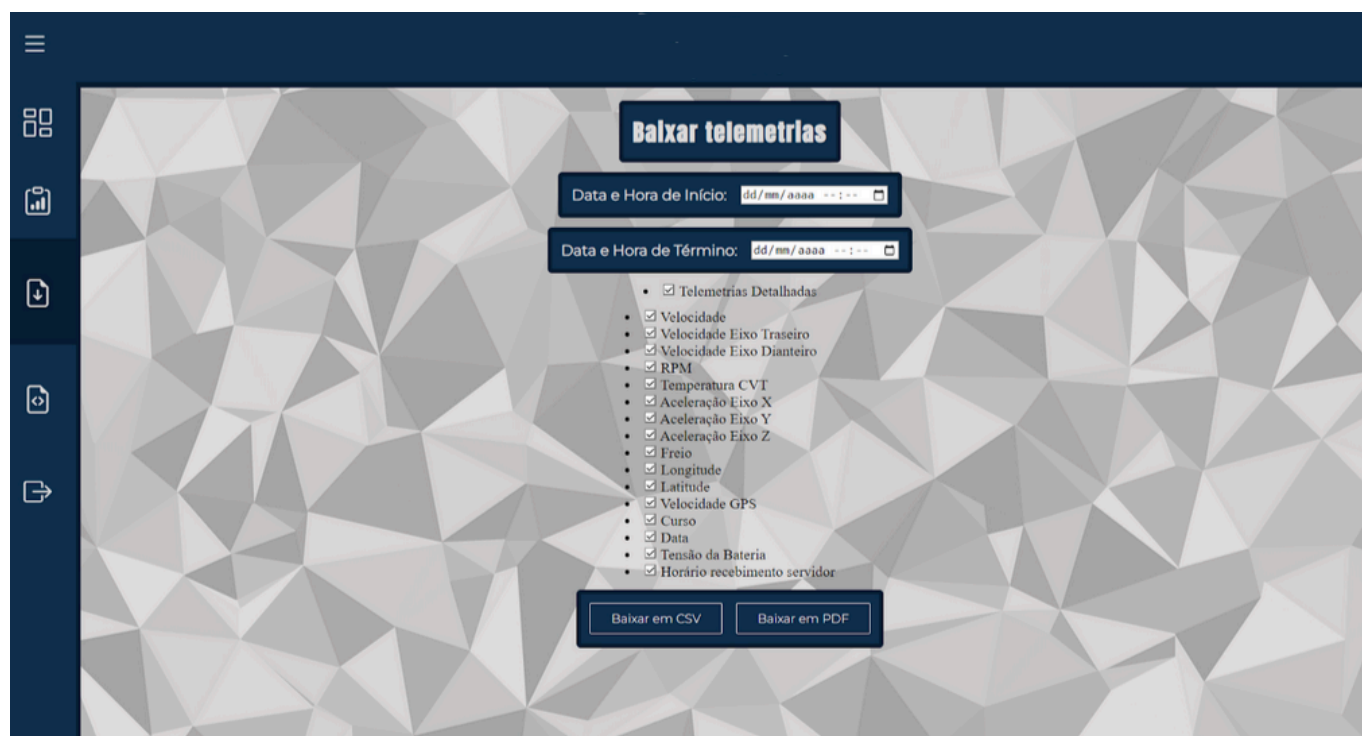 Baixar telemetrias
Data e Hora de Início: dd/mm/aaaa --:--
Data e Hora de Término: dd/mm/aaaa --:--
Telemetrias Detalhadas
Velocidade
Velocidade Eixo Traseiro
Velocidade Eixo Dianteiro
RPM
Temperatura CVT
Aceleração Eixo X
Aceleração Eixo Y
Aceleração Eixo Z
Freio
Longitude
Latitude
Velocidade GPS
Curso
Data
Tensão da Bateria
Horário recebimento servidor
Baixar em CSV Baixar em PDF